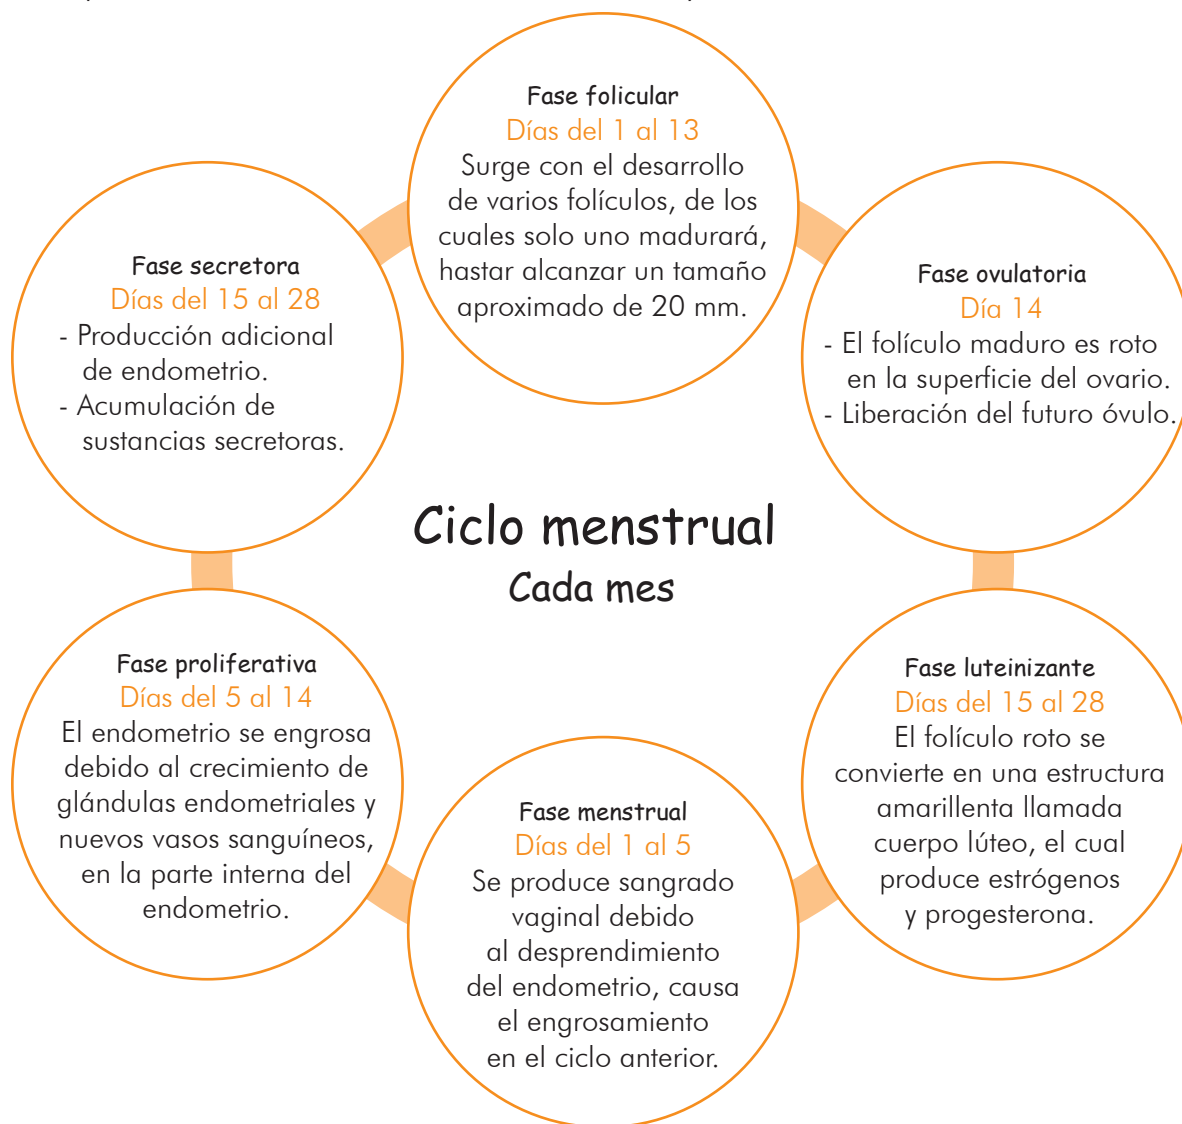 Fase folicular
Días del 1 al 13
Surge con el desarrollo
de varios folículos, de los
cuales solo uno madurará,
hastar alcanzar un tamaño
aproximado de 20 mm.
Fase ovulatoria
Día 14
- El folículo maduro es roto
en la superficie del ovario.
- Liberación del futuro óvulo.
Fase luteinizante
Días del 15 al 28
El folículo roto se
convierte en una estructura
amarillenta llamada
cuerpo lúteo, el cual
produce estrógenos
y progesterona.
Fase menstrual
Días del 1 al 5
Se produce sangrado
vaginal debido
al desprendimiento
del endometrio, causa
el engrosamiento
en el ciclo anterior.
Fase proliferativa
Días del 5 al 14
El endometrio se engrosa
debido al crecimiento de
glándulas endometriales y
nuevos vasos sanguíneos,
en la parte interna del
endometrio.
Fase secretora
Días del 15 al 28
- Producción adicional
de endometrio.
- Acumulación de
sustancias secretoras.
Ciclo menstrual
Cada mes